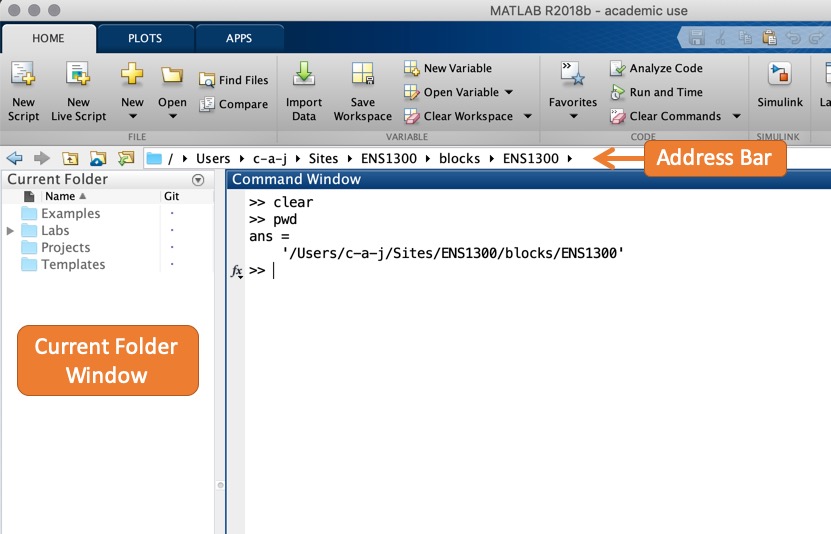 MATLAB R2018b - academic use
HOME PLOTS APPS
New Script
New Live Script
New
Open
Find Files
Compare
FILE
Import Data
Save Workspace
New Variable
Open Variable
Clear Workspace
VARIABLE
Favorites
Analyze Code
Run and Time
Clear Commands
CODE
Simulink
SIMULINK
La
/ ▸ Users ▸ c-a-j ▸ Sites ▸ ENS1300 ▸ blocks ▸ ENS1300 ▸
Address Bar
Current Folder
Name ▲ Git
Examples
Labs
Projects
Templates
Current Folder
Window
Command Window
>> clear
>> pwd
ans =
'/Users/c-a-j/Sites/ENS1300/blocks/ENS1300'
fx >>